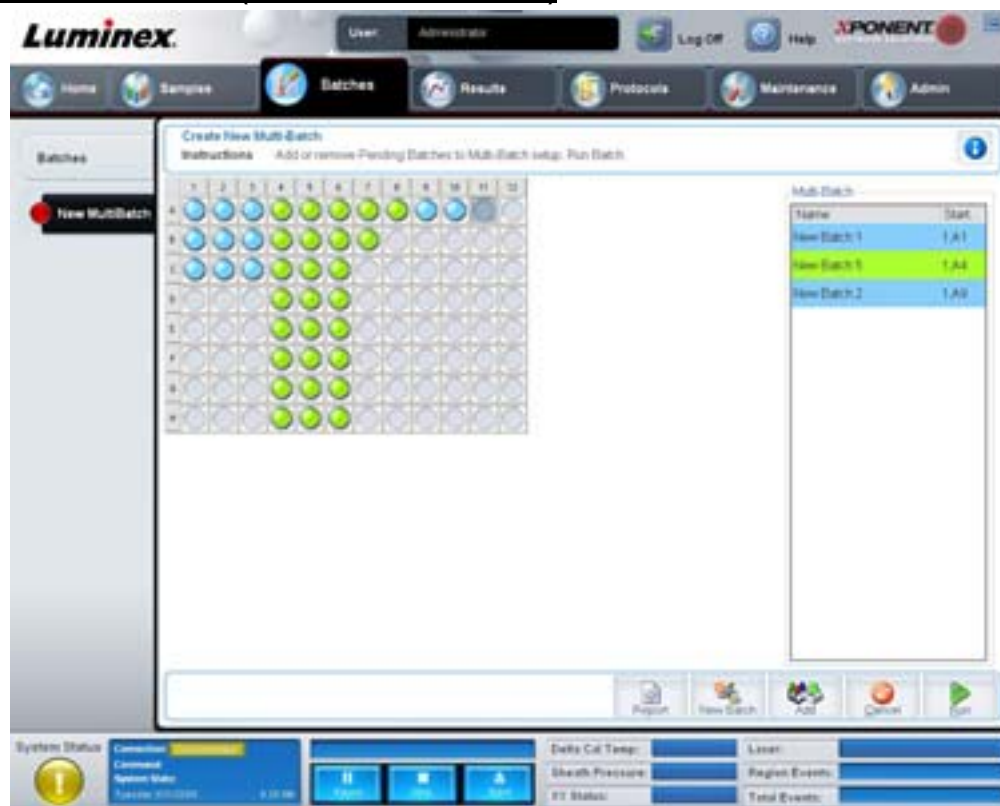 Luminex.
User: Administrator
Log Off
Help
XPONENT
Home
Samples
Batches
Results
Protocols
Maintenance
Admin
Batches
New MultiBatch
Create New Multi-Batch
Instructions Add or remove Pending Batches to Multi-Batch setup. Run Batch.
1 2 3 4 5 6 7 8 9 10 11 12
A
B
C
D
E
F
G
H
Multi-Batch
Name Start
New Batch 1 1,A1
New Batch 5 1,A4
New Batch 2 1,A9
Report
New Batch
Add
Cancel
Run
System Status
Connection:
Command:
System State:
Tuesday
Delta Cal Temp:
Laser:
Sheath Pressure:
Region Events:
XY Status:
Total Events: